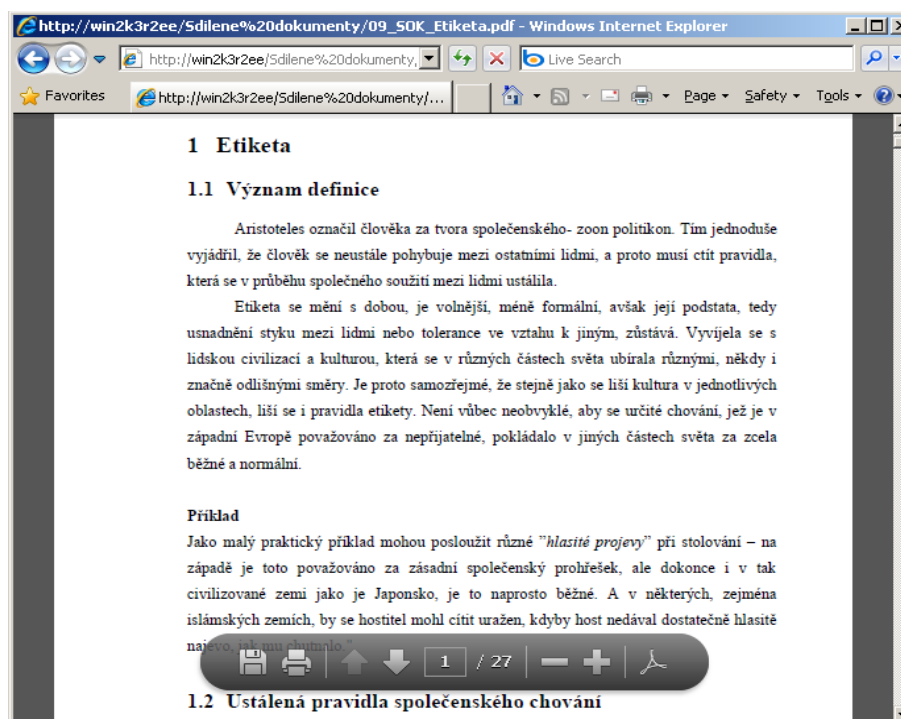 http://win2k3r2ee/Sdilene%20dokumenty/09_SOK_Etiketa.pdf - Windows Internet Explorer
http://win2k3r2ee/Sdilene%20dokumenty,
Live Search
Favorites
http://win2k3r2ee/Sdilene%20dokumenty/...
Page
Safety
Tools
1 Etiketa
1.1 Význam definice
Aristoteles označil člověka za tvora společenského- zoon politikon. Tím jednoduše
vyjádřil, že člověk se neustále pohybuje mezi ostatními lidmi, a proto musí ctít pravidla,
která se v průběhu společného soužití mezi lidmi ustálila.
Etiketa se mění s dobou, je volnější, méně formální, avšak její podstata, tedy
usnadnění styku mezi lidmi nebo tolerance ve vztahu k jiným, zůstává. Vyvíjela se s
lidskou civilizací a kulturou, která se v různých částech světa ubírala různými, někdy i
značně odlišnými směry. Je proto samozřejmé, že stejně jako se liší kultura v jednotlivých
oblastech, liší se i pravidla etikety. Není vůbec neobvyklé, aby se určité chování, jež je v
západní Evropě považováno za nepřijatelné, pokládalo v jiných částech světa za zcela
běžné a normální.
Příklad
Jako malý praktický příklad mohou posloužit různé ”hlasité projevy” při stolování – na
západě je toto považováno za zásadní společenský prohřešek, ale dokonce i v tak
civilizované zemi jako je Japonsko, je to naprosto běžné. A v některých, zejména
islámských zemích, by se hostitel mohl cítit uražen, kdyby host nedával dostatečně hlasitě
najevo, jak mu chutnalo.
1 / 27
1.2 Ustálená pravidla společenského chování